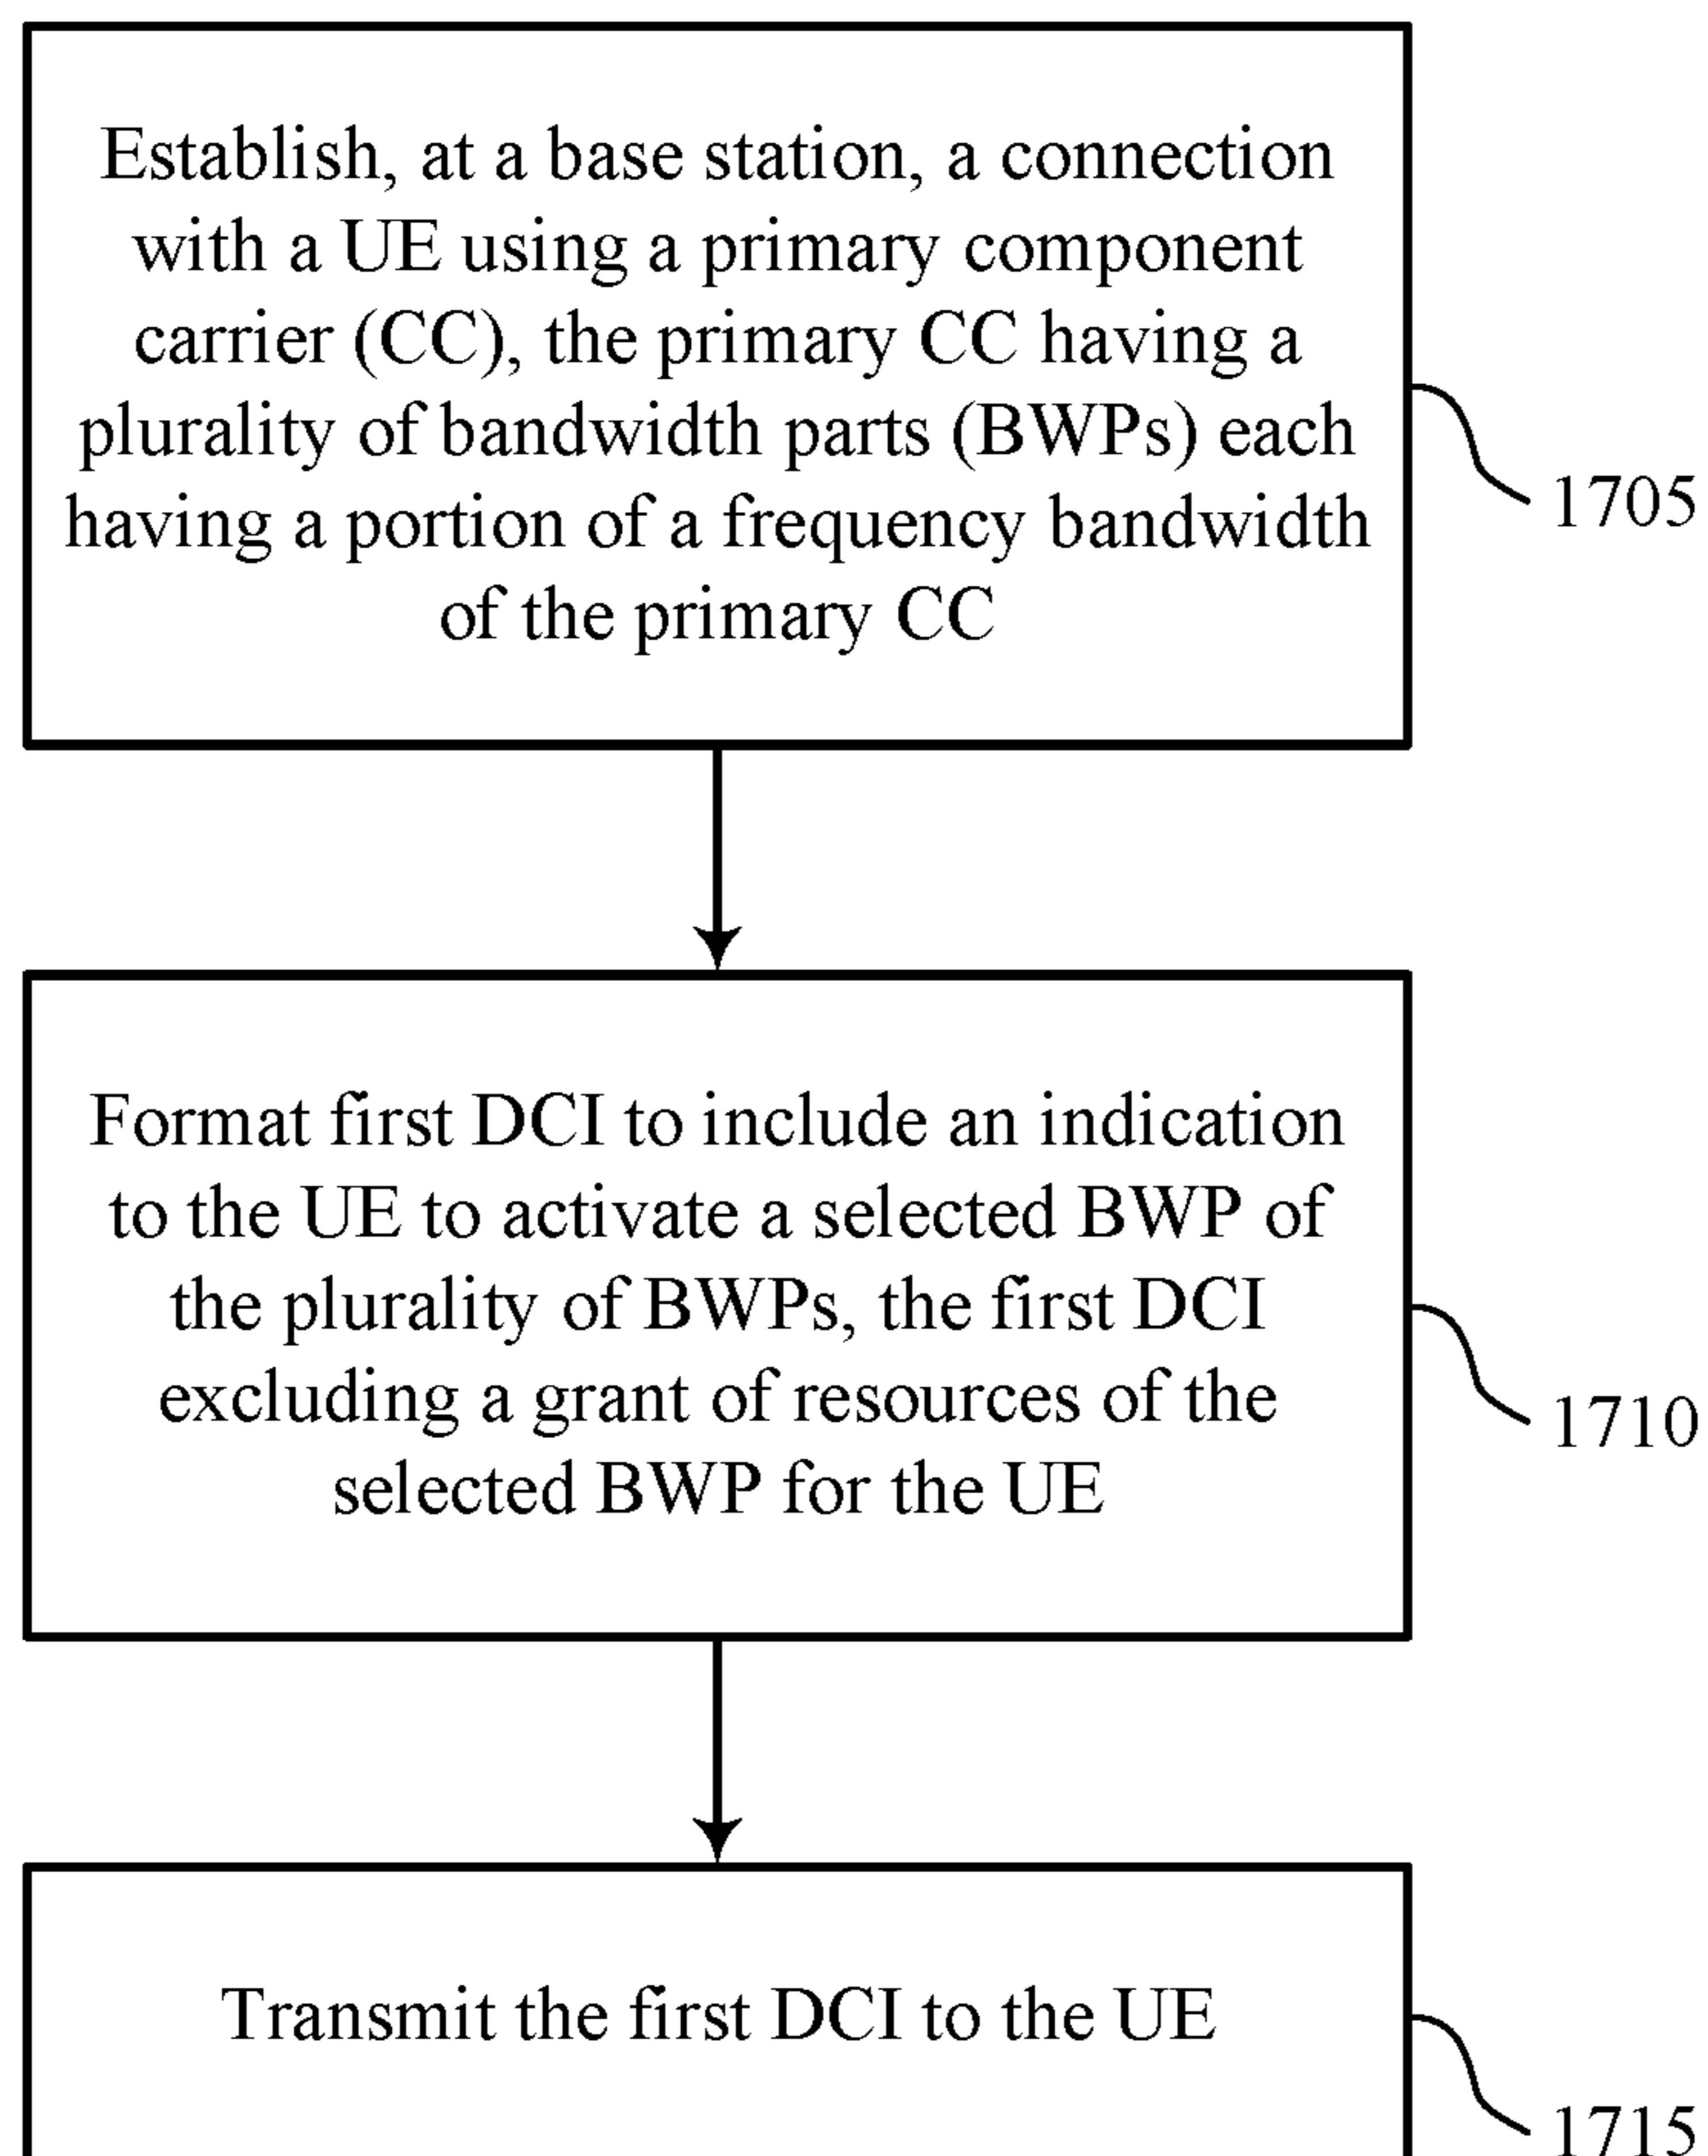 Establish, at a base station, a connection
with a UE using a primary component
carrier (CC), the primary CC having a
plurality of bandwidth parts (BWPs) each
having a portion of a frequency bandwidth
of the primary CC
1705
Format first DCI to include an indication
to the UE to activate a selected BWP of
the plurality of BWPs, the first DCI
excluding a grant of resources of the
selected BWP for the UE
1710
Transmit the first DCI to the UE
1715